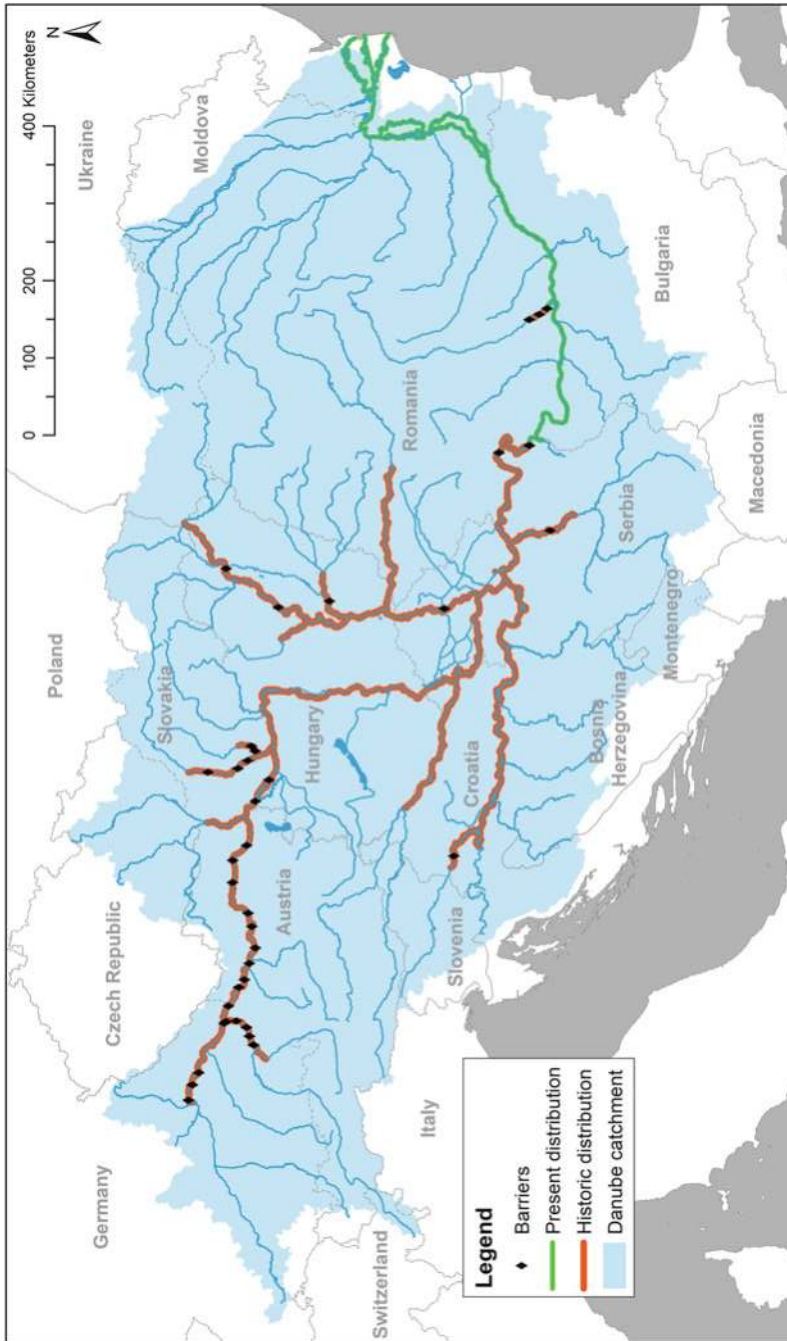 Ukraine
Moldova
N
0
100
200
400 Kilometers
Poland
Slovakia
Czech Republic
Germany
Austria
Hungary
Romania
Switzerland
Italy
Slovenia
Croatia
Bosnia
Herzegovina
Montenegro
Serbia
Macedonia
Bulgaria
Legend
Barriers
Present distribution
Historic distribution
Danube catchment